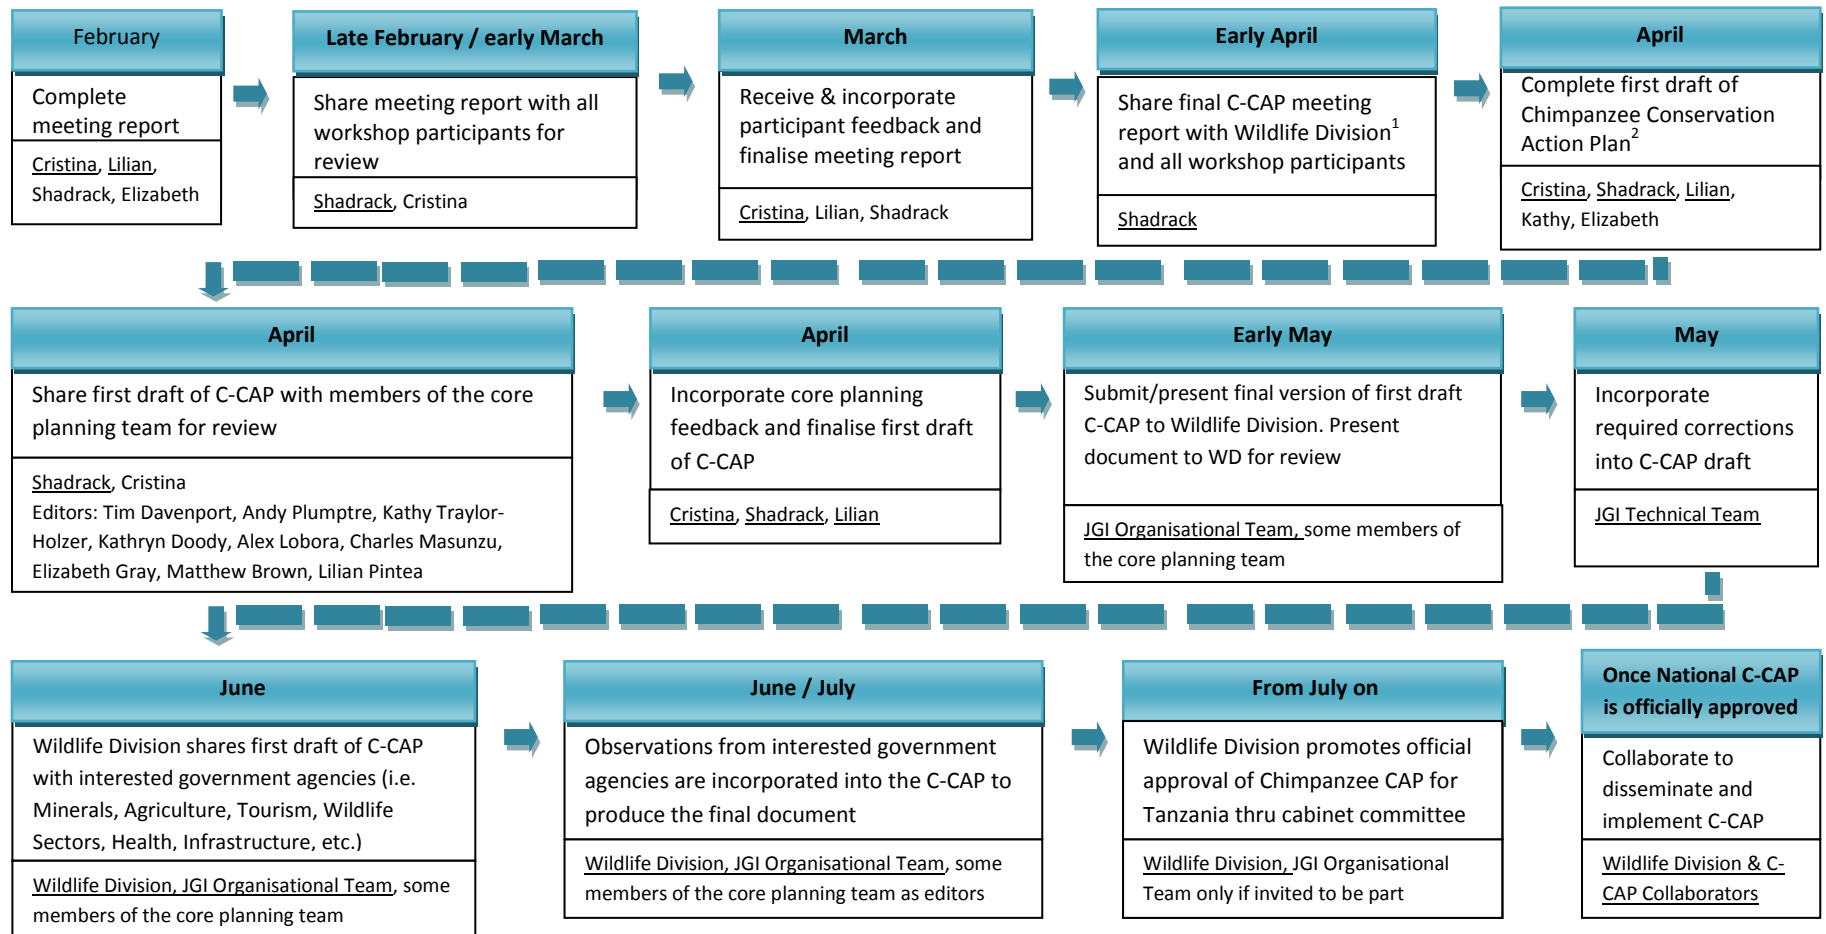 February
Complete
meeting report
Cristina, Lilian,
Shadrack, Elizabeth
Late February / early March
Share meeting report with all
workshop participants for
review
Shadrack, Cristina
March
Receive & incorporate
participant feedback and
finalise meeting report
Cristina, Lilian, Shadrack
Early April
Share final C-CAP meeting
report with Wildlife Division1
and all workshop participants
Shadrack
April
Complete first draft of
Chimpanzee Conservation
Action Plan2
Cristina, Shadrack, Lilian,
Kathy, Elizabeth
April
Share first draft of C-CAP with members of the core
planning team for review
Shadrack, Cristina
Editors: Tim Davenport, Andy Plumptre, Kathy Traylor-
Holzer, Kathryn Doody, Alex Lobora, Charles Masunzu,
Elizabeth Gray, Matthew Brown, Lilian Pintea
April
Incorporate core planning
feedback and finalise first draft
of C-CAP
Cristina, Shadrack, Lilian
Early May
Submit/present final version of first draft
C-CAP to Wildlife Division. Present
document to WD for review
JGI Organisational Team, some members of
the core planning team
May
Incorporate
required corrections
into C-CAP draft
JGI Technical Team
June
Wildlife Division shares first draft of C-CAP
with interested government agencies (i.e.
Minerals, Agriculture, Tourism, Wildlife
Sectors, Health, Infrastructure, etc.)
Wildlife Division, JGI Organisational Team, some
members of the core planning team
June / July
Observations from interested government
agencies are incorporated into the C-CAP to
produce the final document
Wildlife Division, JGI Organisational Team, some
members of the core planning team as editors
From July on
Wildlife Division promotes official
approval of Chimpanzee CAP for
Tanzania thru cabinet committee
Wildlife Division, JGI Organisational
Team only if invited to be part
Once National C-CAP
is officially approved
Collaborate to
disseminate and
implement C-CAP
Wildlife Division & C-
CAP Collaborators